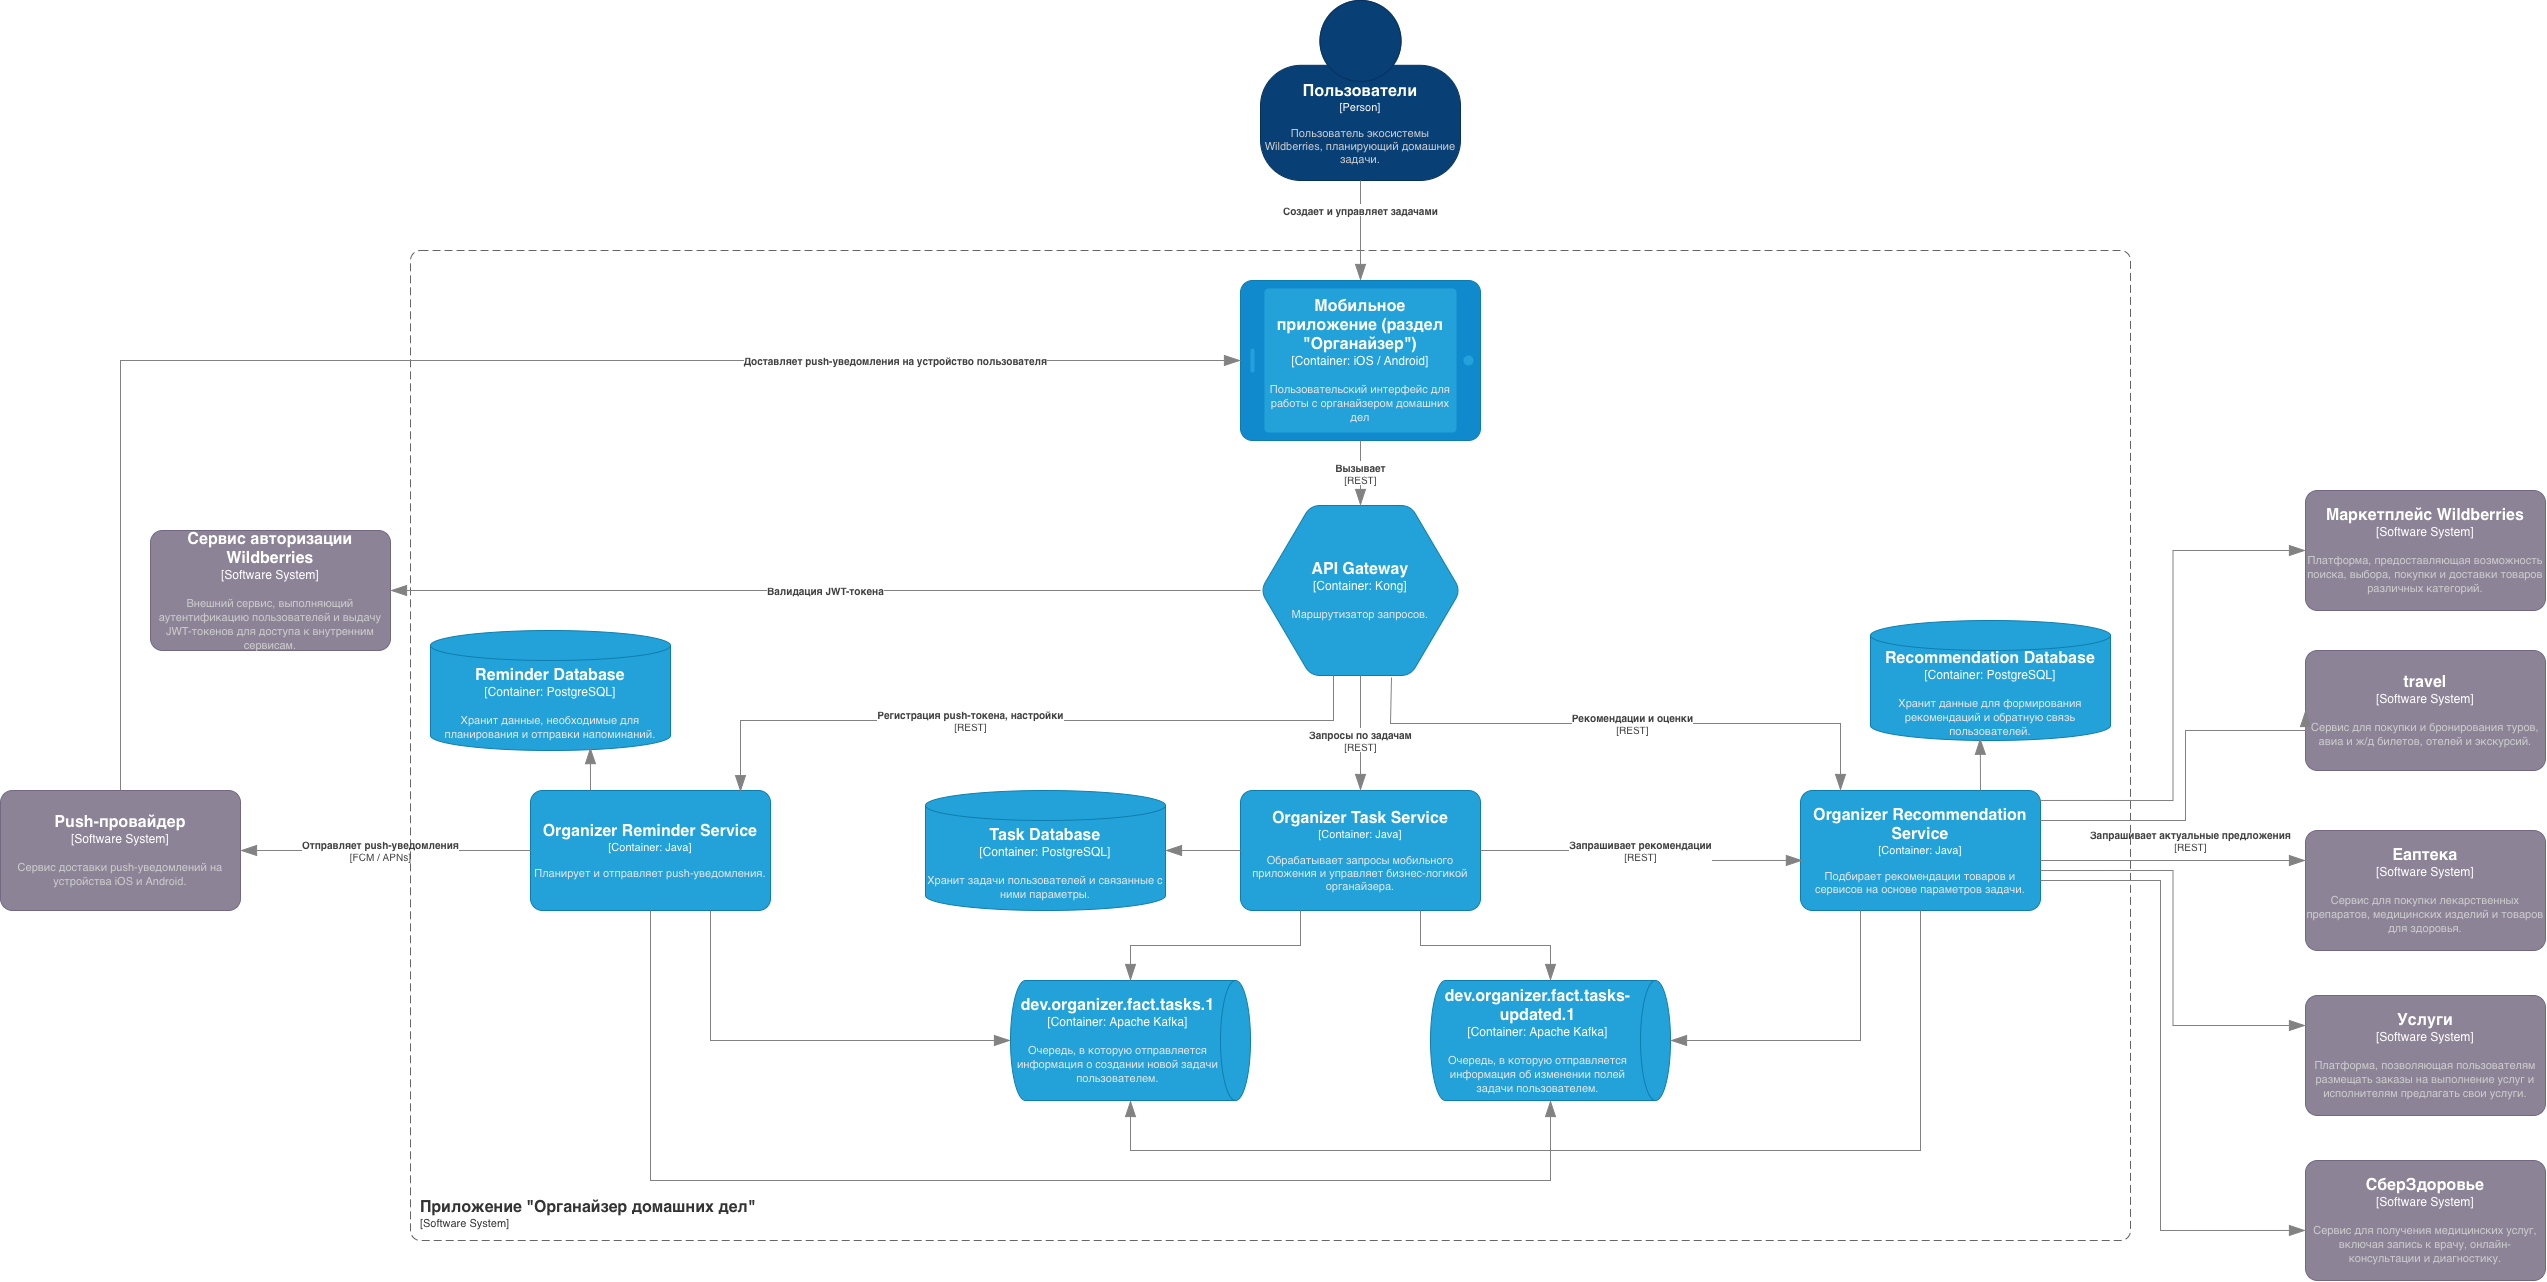 Пользователи
[Person]
Пользователь экосистемы
Wildberries, планирующий домашние
задачи.
Создает и управляет задачами
Мобильное
приложение (раздел
"Органайзер")
[Container: iOS / Android]
Пользовательский интерфейс для
работы с органайзером домашних
дел
Доставляет push-уведомления на устройство пользователя
Вызывает
[REST]
API Gateway
[Container: Kong]
Маршрутизатор запросов.
Сервис авторизации
Wildberries
[Software System]
Внешний сервис, выполняющий
аутентификацию пользователей и выдачу
JWT-токенов для доступа к внутренним
сервисам.
Валидация JWT-токена
Reminder Database
[Container: PostgreSQL]
Хранит данные, необходимые для
планирования и отправки напоминаний.
Регистрация push-токена, настройки
[REST]
Запросы по задачам
[REST]
Рекомендации и оценки
[REST]
Recommendation Database
[Container: PostgreSQL]
Хранит данные для формирования
рекомендаций и обратную связь
пользователей.
Push-провайдер
[Software System]
Сервис доставки push-уведомлений на
устройства iOS и Android.
Отправляет push-уведомления
[FCM / APNs]
Organizer Reminder Service
[Container: Java]
Планирует и отправляет push-уведомления.
Task Database
[Container: PostgreSQL]
Хранит задачи пользователей и связанные с
ними параметры.
Organizer Task Service
[Container: Java]
Обрабатывает запросы мобильного
приложения и управляет бизнес-логикой
органайзера.
Запрашивает рекомендации
[REST]
Organizer Recommendation
Service
[Container: Java]
Подбирает рекомендации товаров и
сервисов на основе параметров задачи.
Запрашивает актуальные предложения
[REST]
dev.organizer.fact.tasks.1
[Container: Apache Kafka]
Очередь, в которую отправляется
информация о создании новой задачи
пользователем.
dev.organizer.fact.tasks-
updated.1
[Container: Apache Kafka]
Очередь, в которую отправляется
информация об изменении полей
задачи пользователем.
Маркетплейс Wildberries
[Software System]
Платформа, предоставляющая возможность
поиска, выбора, покупки и доставки товаров
различных категорий.
travel
[Software System]
Сервис для покупки и бронирования туров,
авиа и ж/д билетов, отелей и экскурсий.
Еаптека
[Software System]
Сервис для покупки лекарственных
препаратов, медицинских изделий и товаров
для здоровья.
Услуги
[Software System]
Платформа, позволяющая пользователям
размещать заказы на выполнение услуг и
исполнителям предлагать свои услуги.
СберЗдоровье
[Software System]
Сервис для получения медицинских услуг,
включая запись к врачу, онлайн-
консультации и диагностику.
Приложение "Органайзер домашних дел"
[Software System]